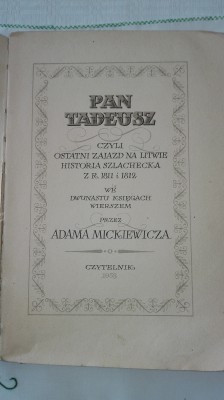 PAN
TADEUSZ
CZYLI
OSTATNI ZAJAZD NA LITWIE
HISTORIA SZLACHECKA
Z R. 1811 i 1812
WE
DWUNASTU KSIĘGACH
WIERSZEM
PRZEZ
ADAMA MICKIEWICZA
CZYTELNIK